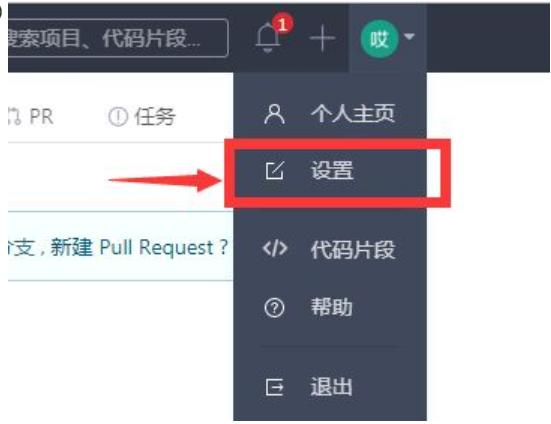 搜索项目、代码片段...
1
哎
PR
任务
个人主页
设置
支，新建 Pull Request？
代码片段
帮助
退出